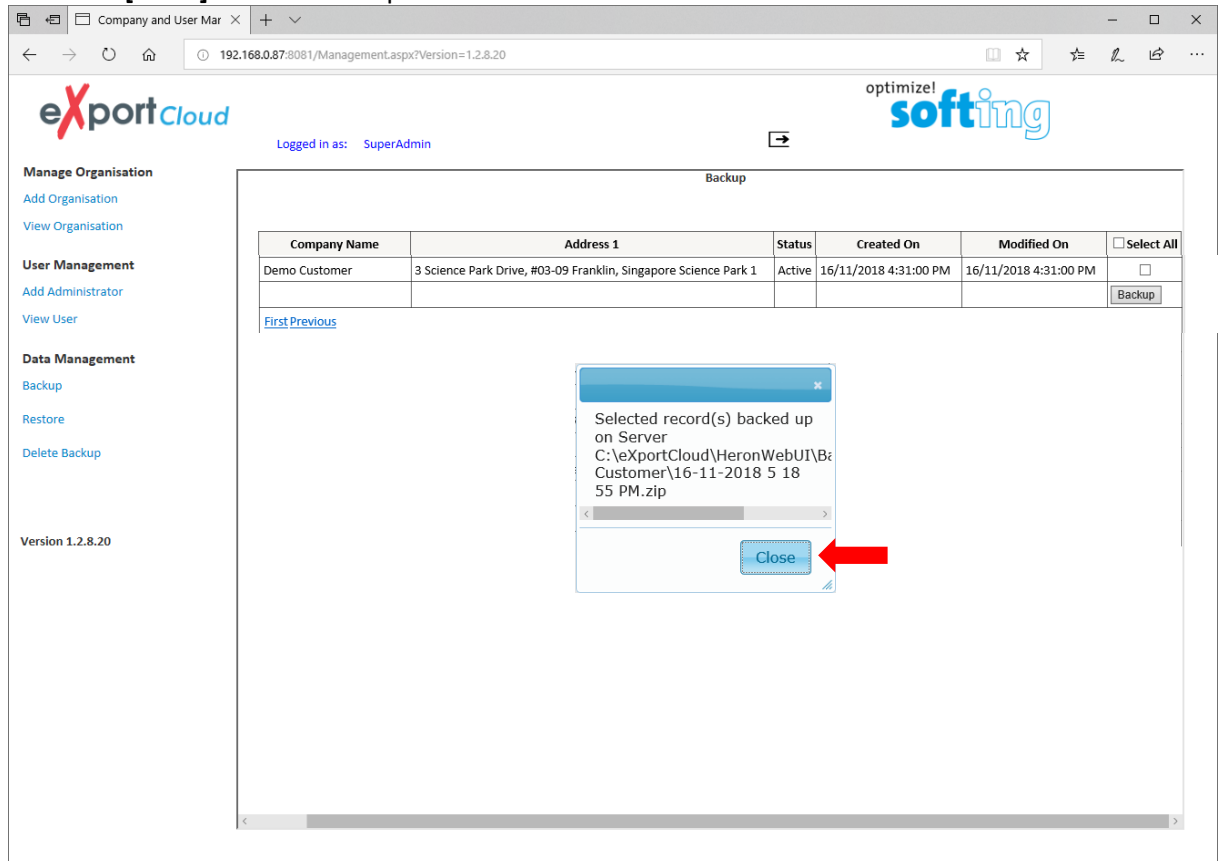 Company and User Mar
192.168.0.87:8081/Management.aspx?Version=1.2.8.20
eXport Cloud
optimize!
softing
Logged in as: SuperAdmin
Manage Organisation
Add Organisation
View Organisation
User Management
Add Administrator
View User
Data Management
Backup
Restore
Delete Backup
Version 1.2.8.20
Backup
Company Name Address 1 Status Created On Modified On Select All
Demo Customer 3 Science Park Drive, #03-09 Franklin, Singapore Science Park 1 Active 16/11/2018 4:31:00 PM 16/11/2018 4:31:00 PM
Backup
First Previous
Selected record(s) backed up
on Server
C:\eXportCloud\HeronWebUI\Ba
Customer\16-11-2018 5 18
55 PM.zip
Close